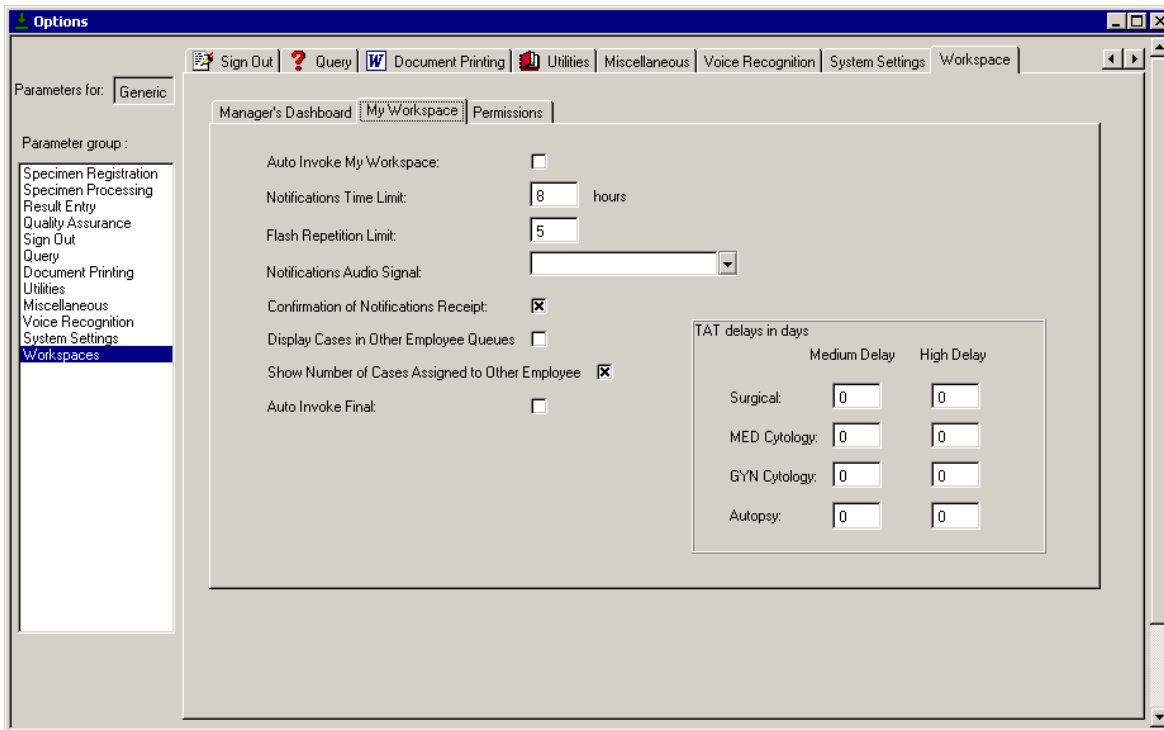 Options
Sign Out Query Document Printing Utilities Miscellaneous Voice Recognition System Settings Workspace
Parameters for: Generic
Parameter group :
Specimen Registration
Specimen Processing
Result Entry
Quality Assurance
Sign Out
Query
Document Printing
Utilities
Miscellaneous
Voice Recognition
System Settings
Workspaces
Manager's Dashboard My Workspace Permissions
Auto Invoke My Workspace:
Notifications Time Limit: 8 hours
Flash Repetition Limit: 5
Notifications Audio Signal:
Confirmation of Notifications Receipt:
Display Cases in Other Employee Queues
Show Number of Cases Assigned to Other Employee
Auto Invoke Final:
TAT delays in days
Medium Delay High Delay
Surgical: 0 0
MED Cytology: 0 0
GYN Cytology: 0 0
Autopsy: 0 0